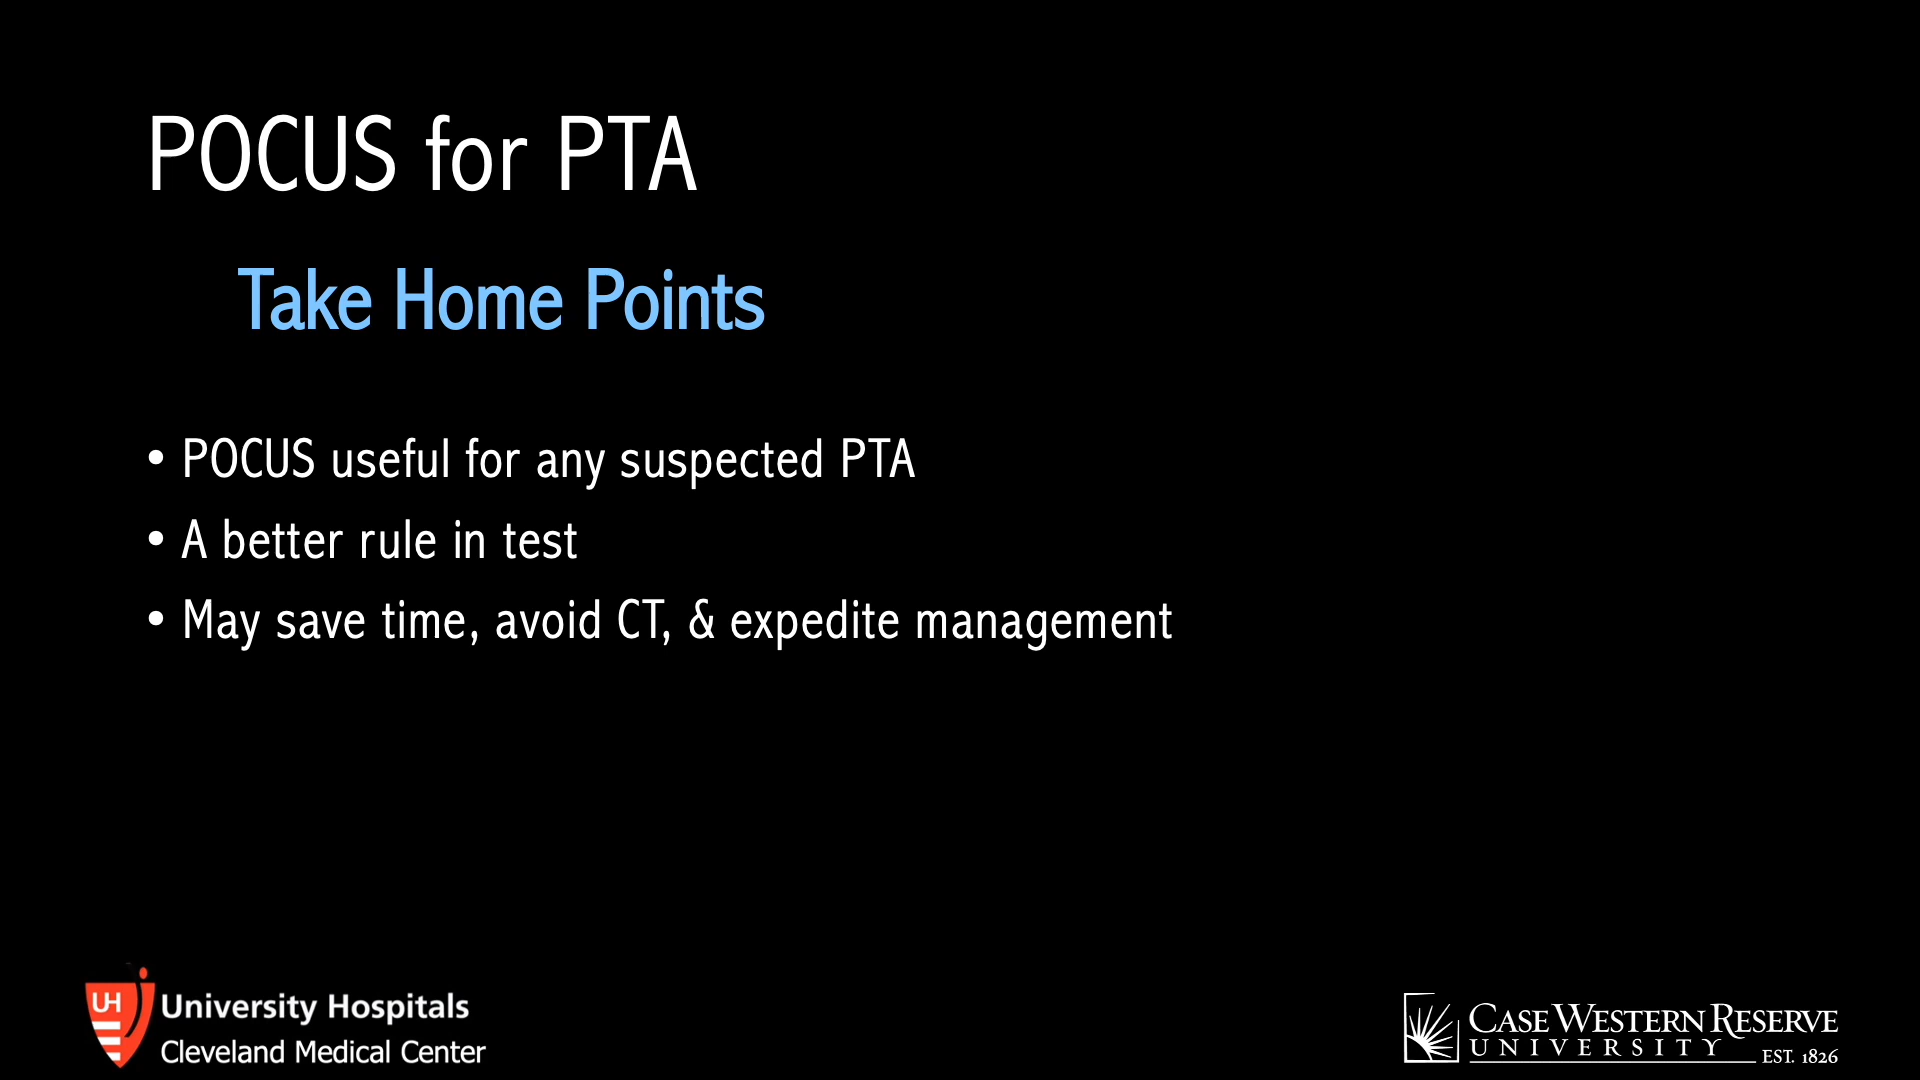 POCUS for PTA
Take Home Points
• POCUS useful for any suspected PTA
• A better rule in test
• May save time, avoid CT, & expedite management
UH
University Hospitals
Cleveland Medical Center
CASE WESTERN RESERVE
UNIVERSITY
EST. 1826